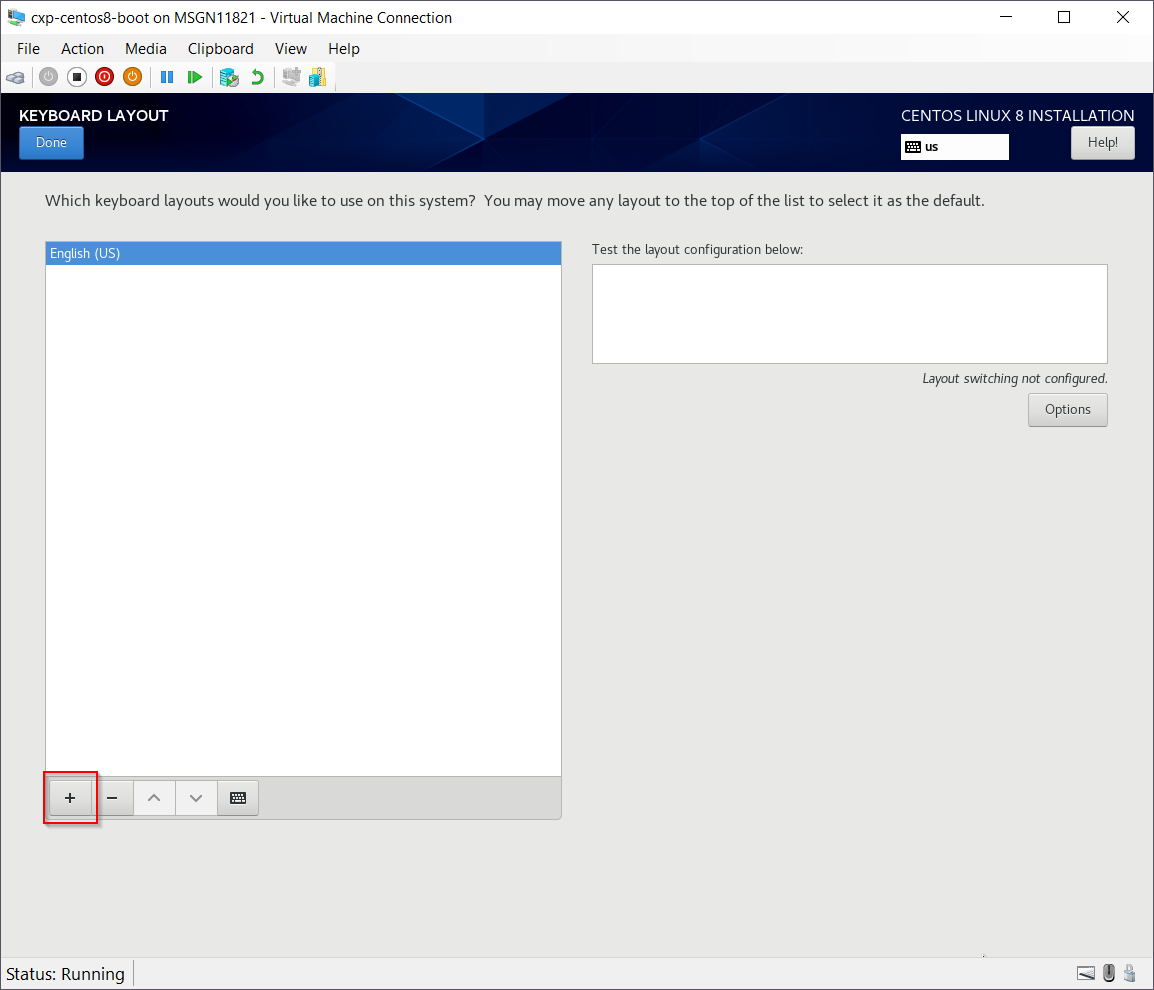 cxp-centos8-boot on MSGN11821 - Virtual Machine Connection
File Action Media Clipboard View Help
KEYBOARD LAYOUT
CENTOS LINUX 8 INSTALLATION
Done
us
Help!
Which keyboard layouts would you like to use on this system?  You may move any layout to the top of the list to select it as the default.
English (US)
Test the layout configuration below:
Layout switching not configured.
Options
Status: Running